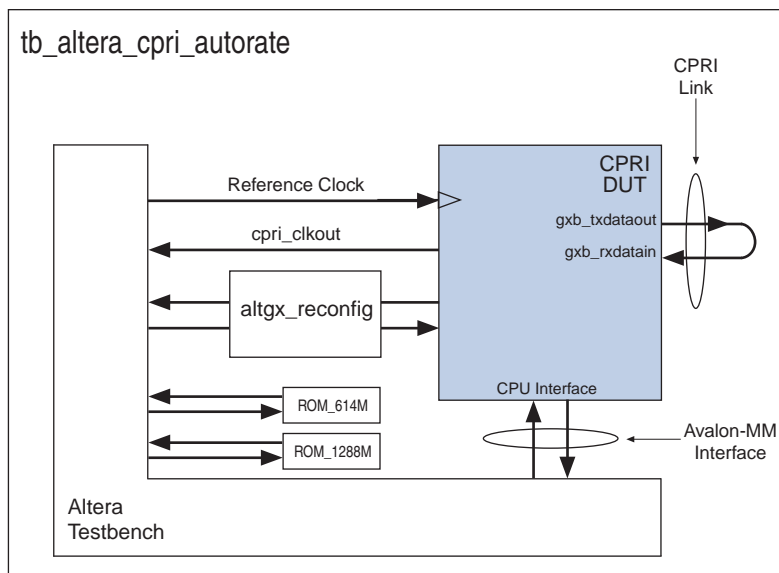 tb_altera_cpri_autorate
CPRI
Link
CPRI
DUT
Reference Clock
gxb_txdataout
cpri_clkout
gxb_rxdatain
altgx_reconfig
CPU Interface
ROM_614M
ROM_1288M
Avalon-MM
Interface
Altera
Testbench